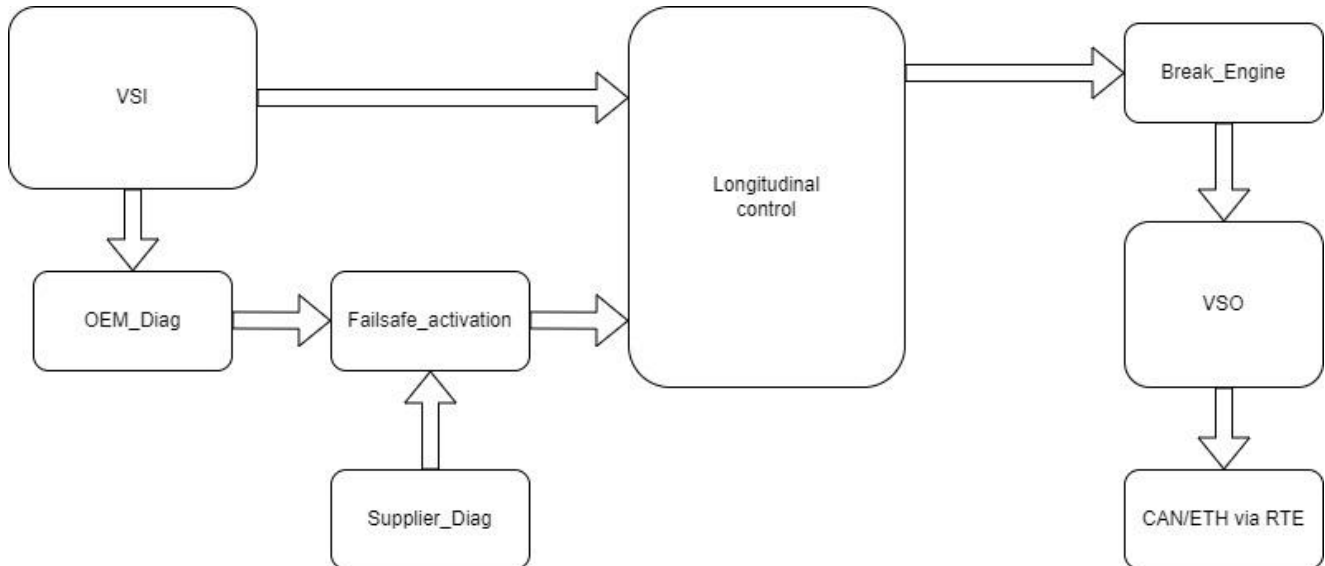 VSI
Longitudinal
control
Break_Engine
OEM_Diag
Failsafe_activation
VSO
Supplier_Diag
CAN/ETH via RTE